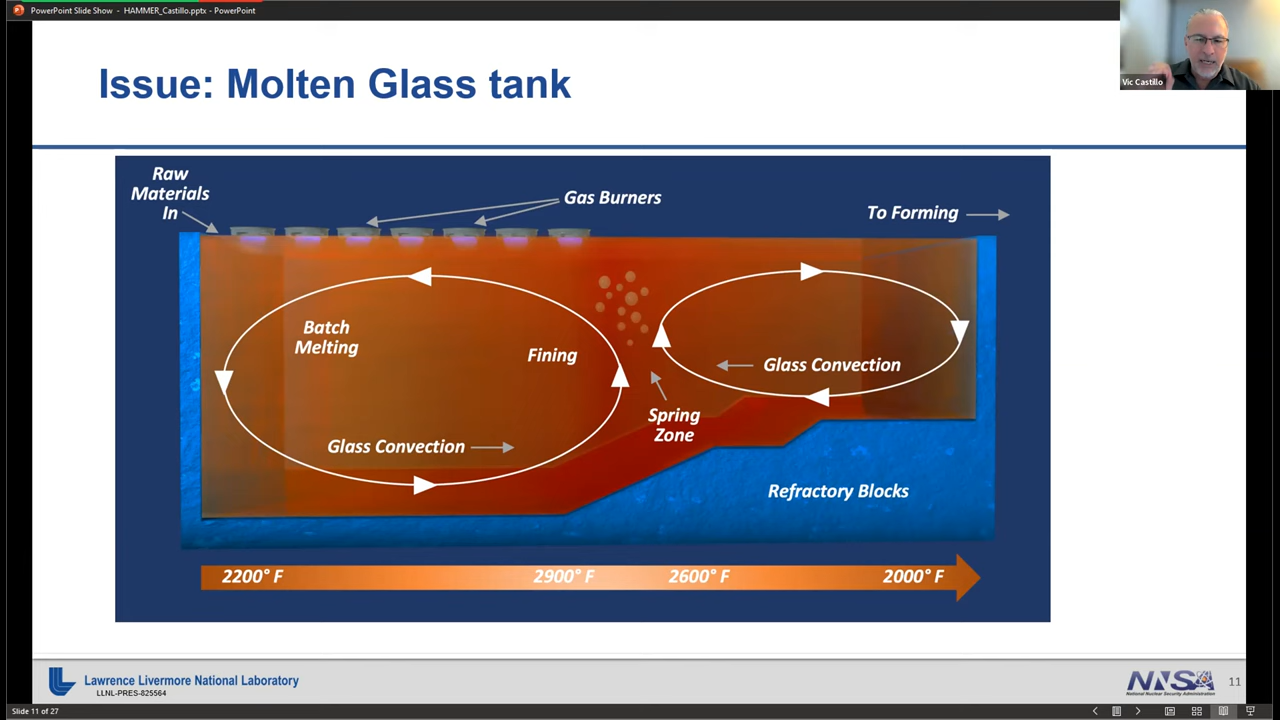 PowerPoint Slide Show - HAMMER_Castillo.pptx - PowerPoint
Vic Castillo
Issue: Molten Glass tank
Raw
Materials
In
Gas Burners
To Forming
Batch
Melting
Fining
Glass Convection
Spring
Zone
Glass Convection
Refractory Blocks
2200° F
2900° F
2600° F
2000° F
Lawrence Livermore National Laboratory
LLNL-PRES-825564
NNSA
National Nuclear Security Administration
11
Slide 11 of 27